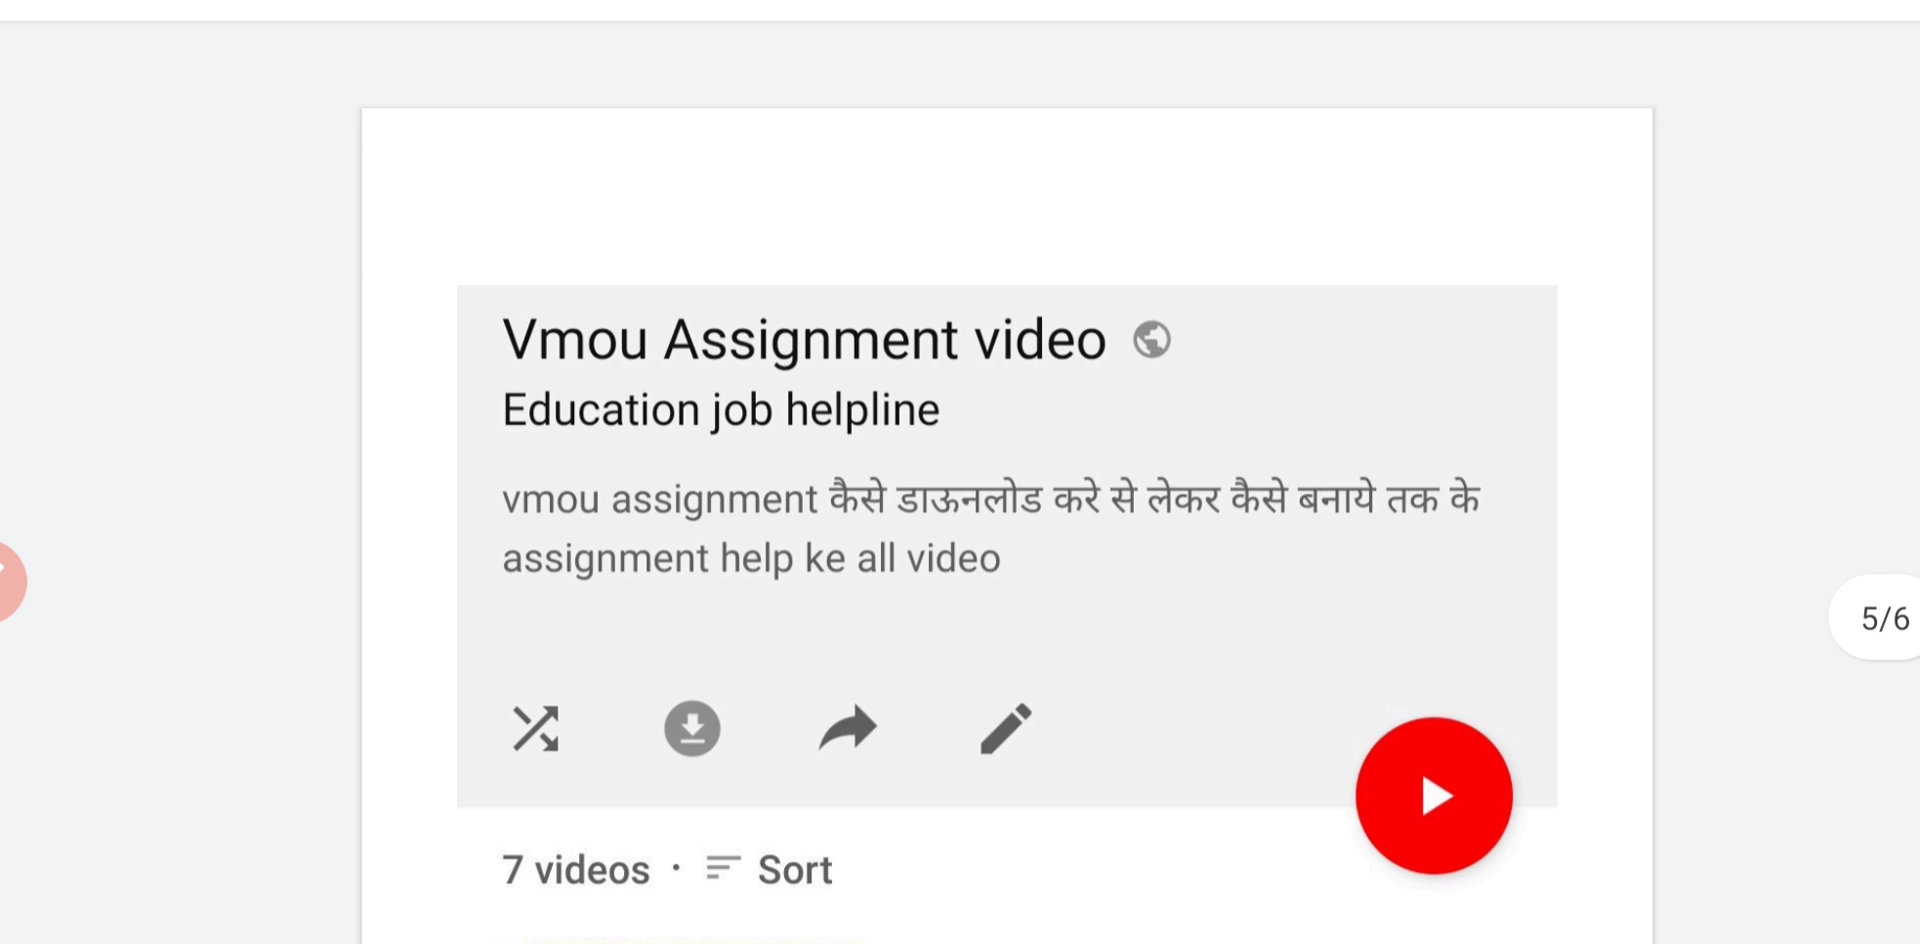 Vmou Assignment video
Education job helpline
vmou assignment कैसे डाऊनलोड करे से लेकर कैसे बनाये तक के
assignment help ke all video
5/6
7 videos · Sort